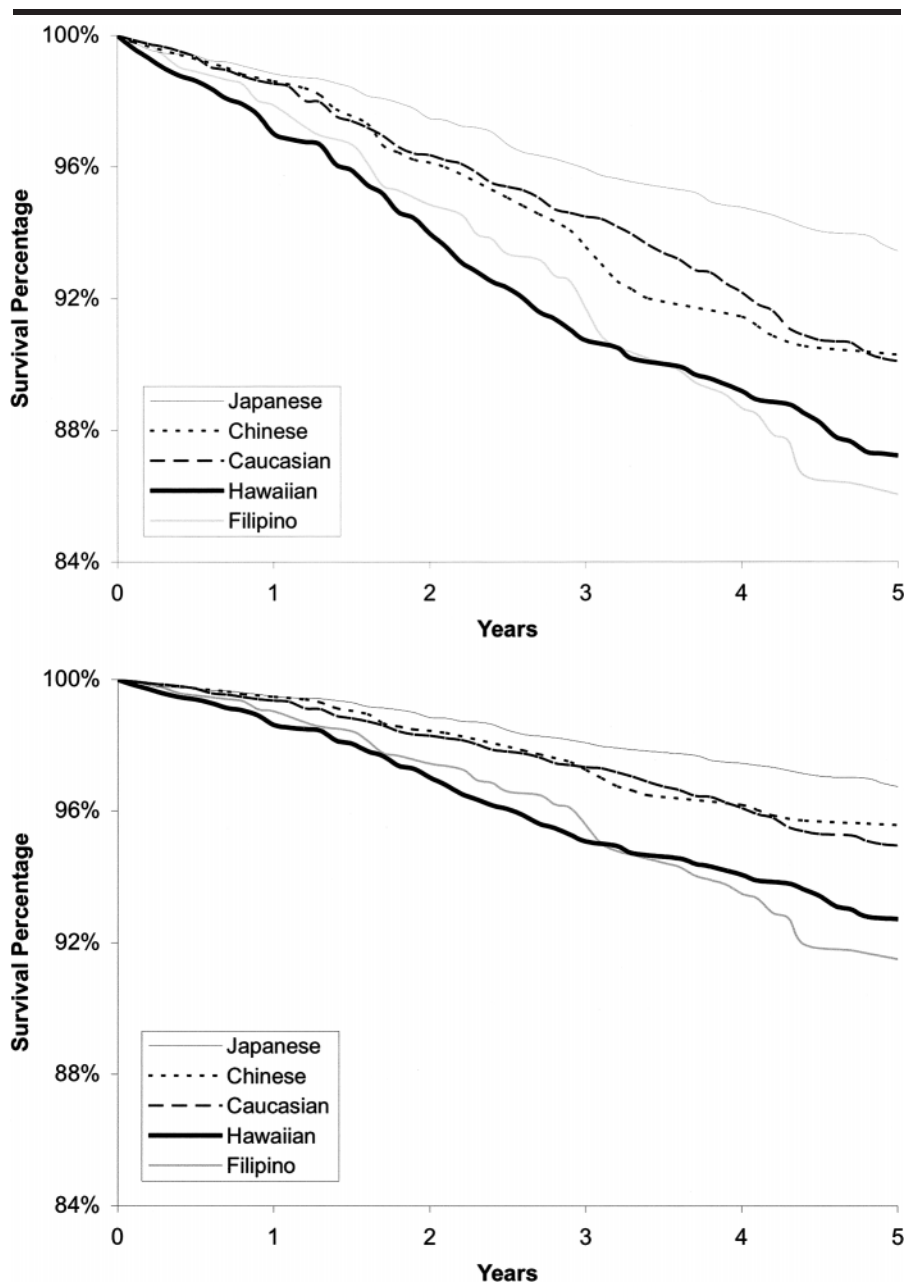 100%
96%
92%
88%
84%
Survival Percentage
Japanese
Chinese
Caucasian
Hawaiian
Filipino
0 1 2 3 4 5
Years
100%
96%
92%
88%
84%
Survival Percentage
Japanese
Chinese
Caucasian
Hawaiian
Filipino
0 1 2 3 4 5
Years